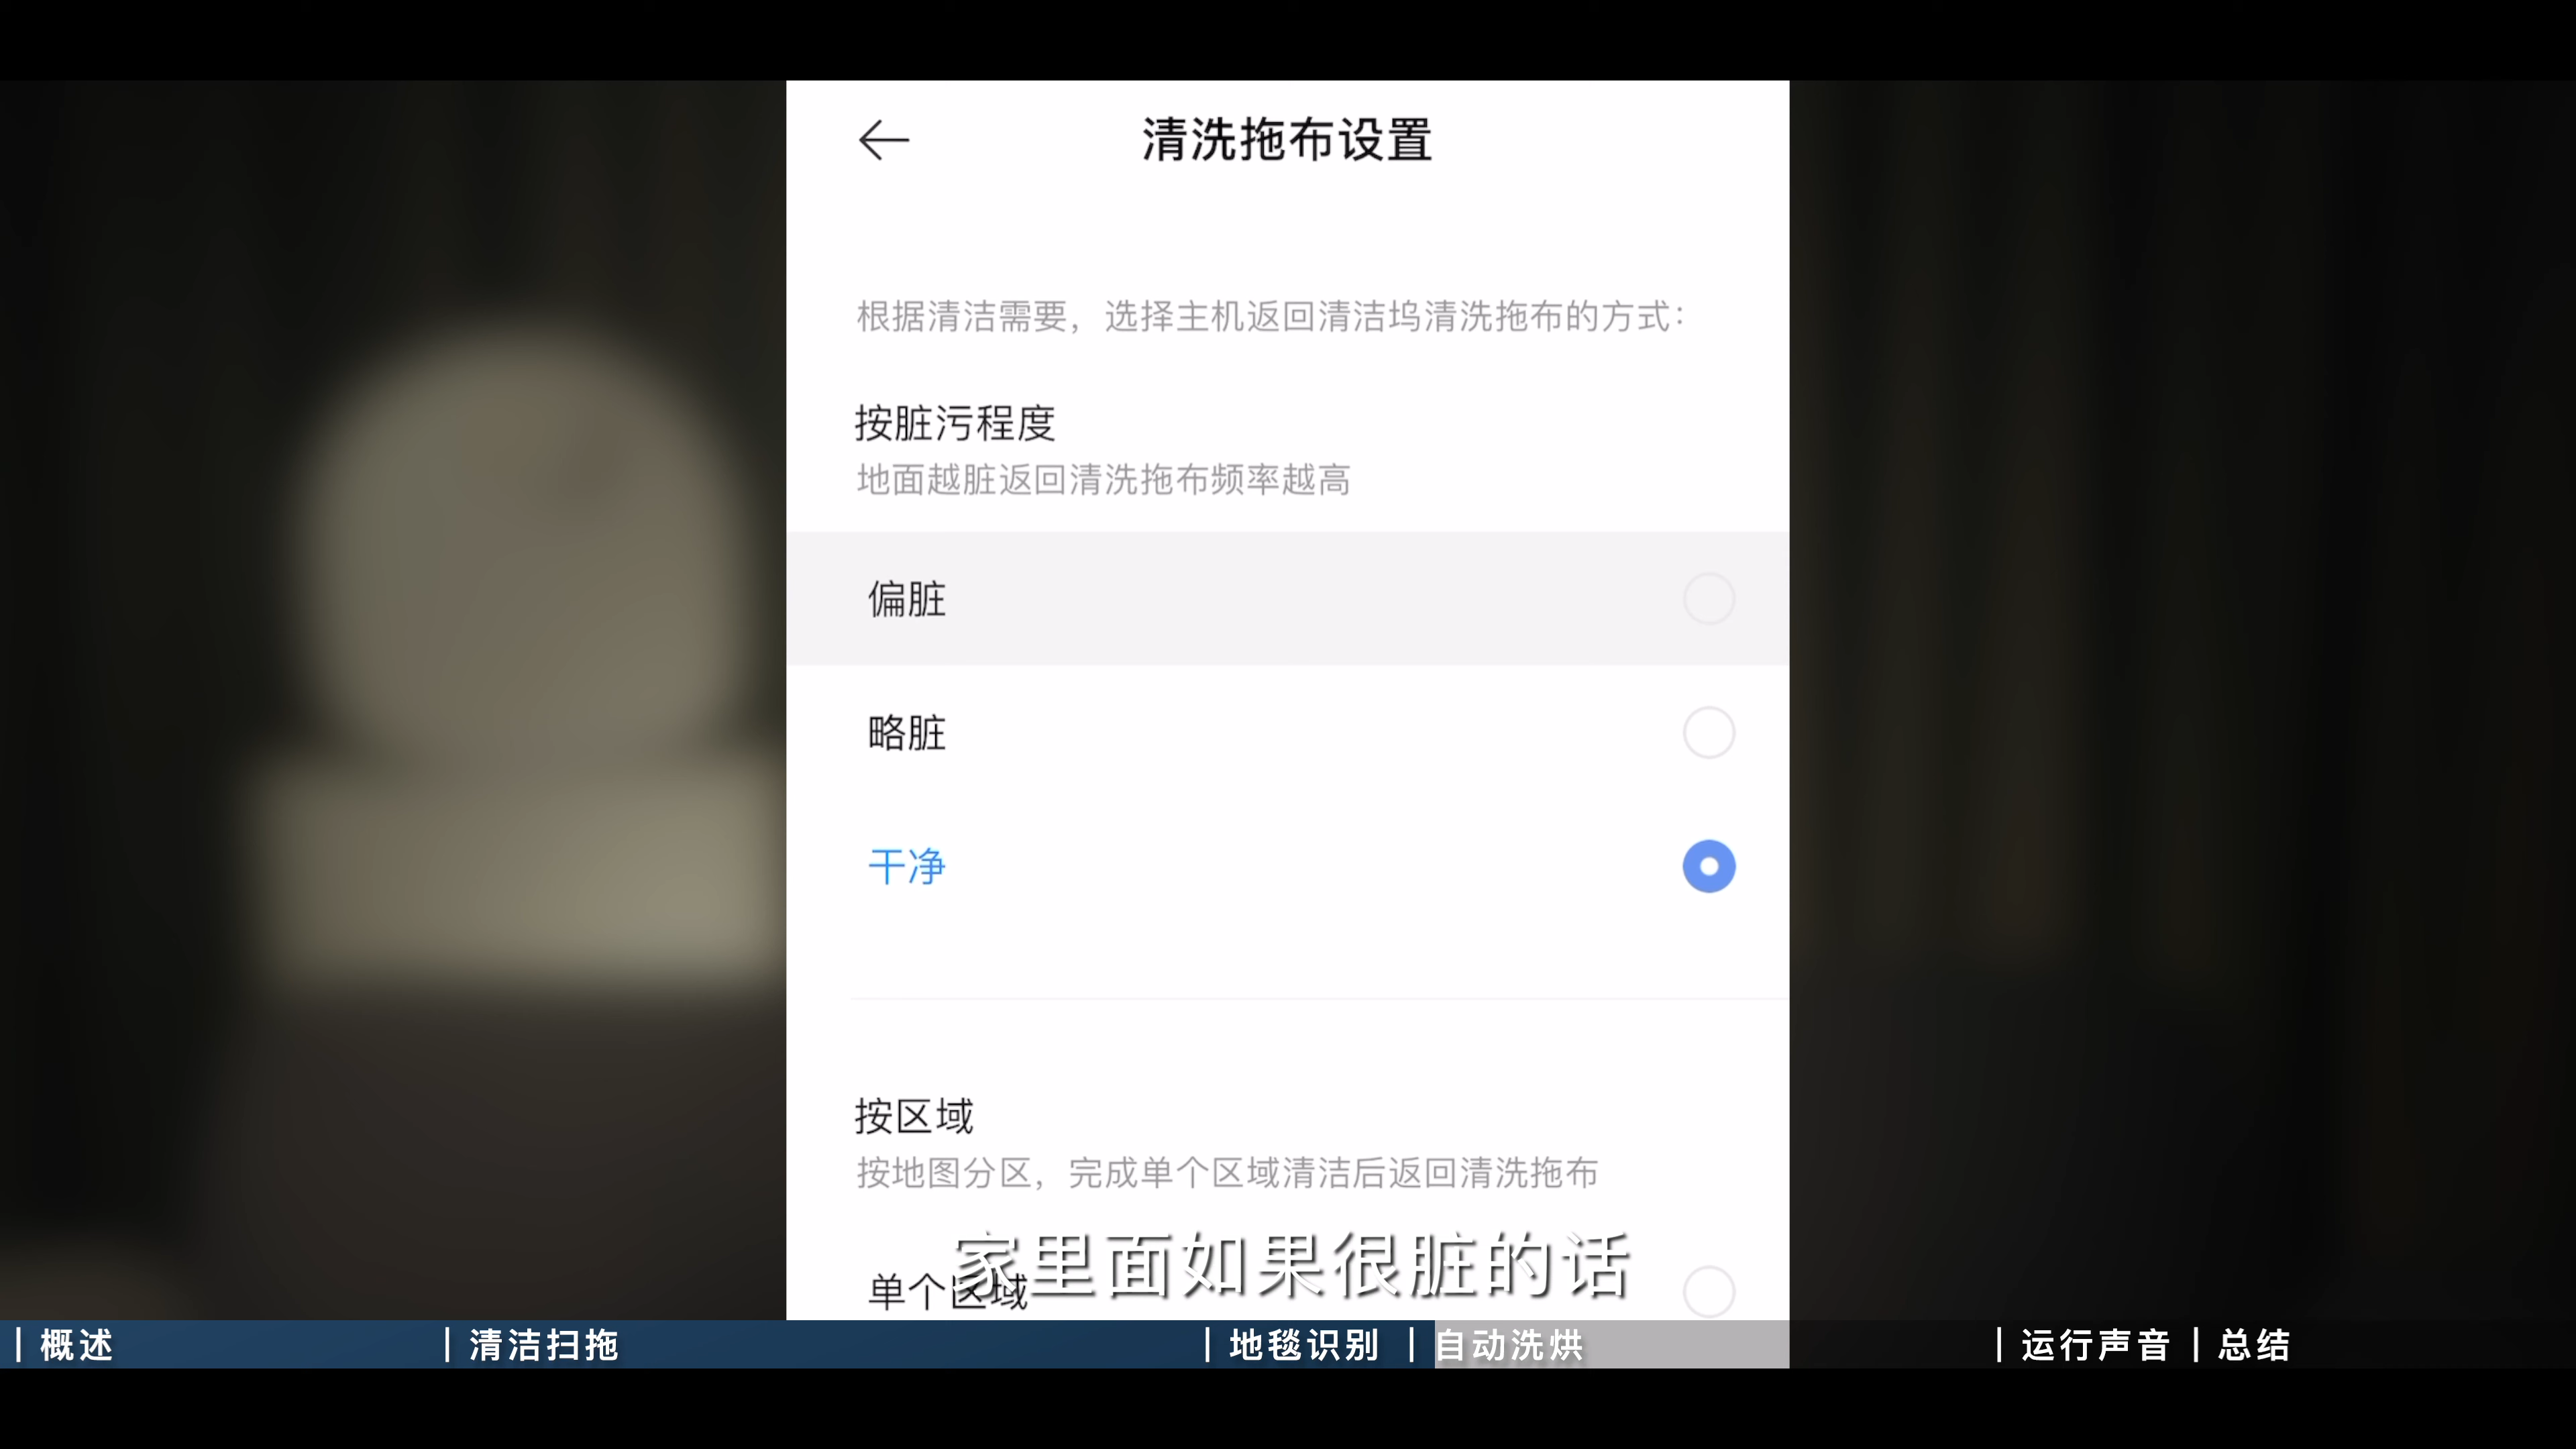 清洗拖布设置
根据清洁需要，选择主机返回清洁坞清洗拖布的方式：
按脏污程度
地面越脏返回清洗拖布频率越高
偏脏
略脏
干净
按区域
按地图分区，完成单个区域清洁后返回清洗拖布
单个区域
家里面如果很脏的话
| 概述 | 清洁扫拖 | 地毯识别 | 自动洗烘 | 运行声音 | 总结